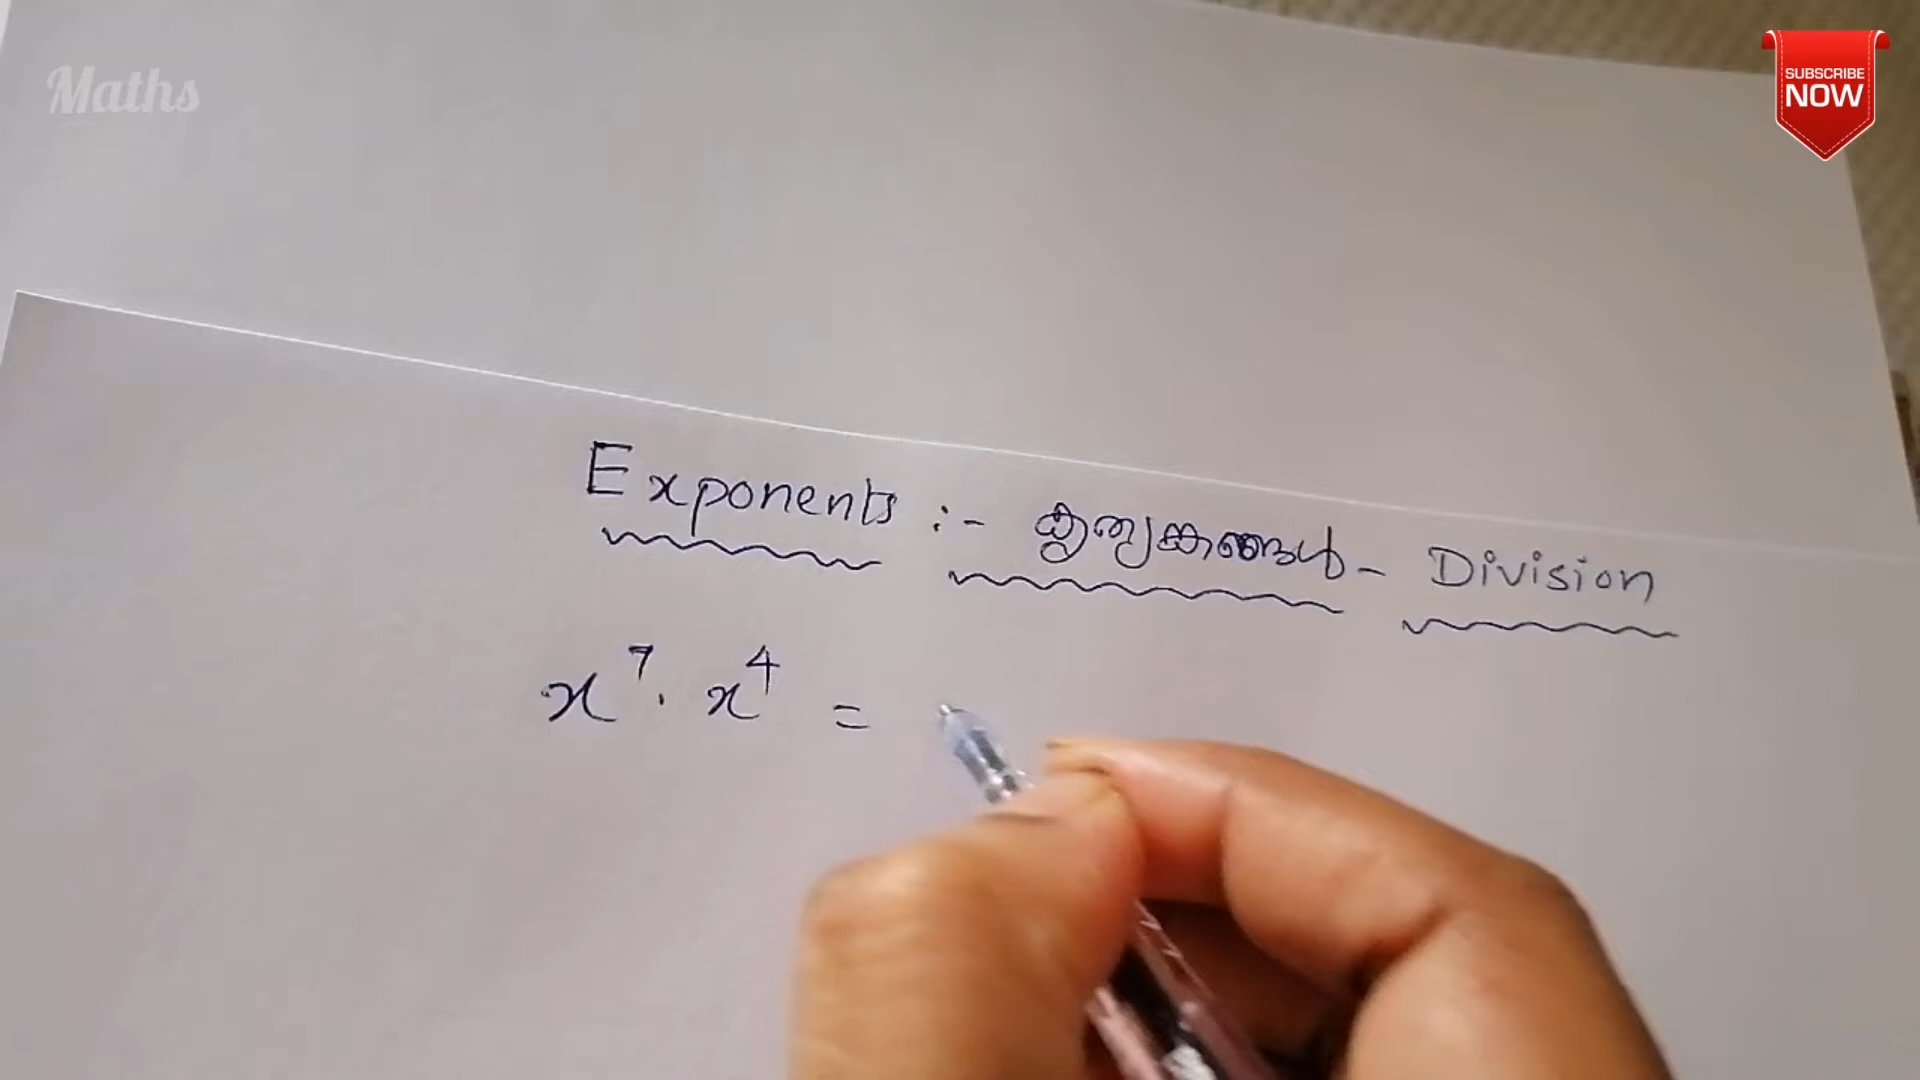 Maths
SUBSCRIBE
NOW
Exponents :- കൃത്യങ്കങ്ങൾ - Division
x⁷ · x⁴ =